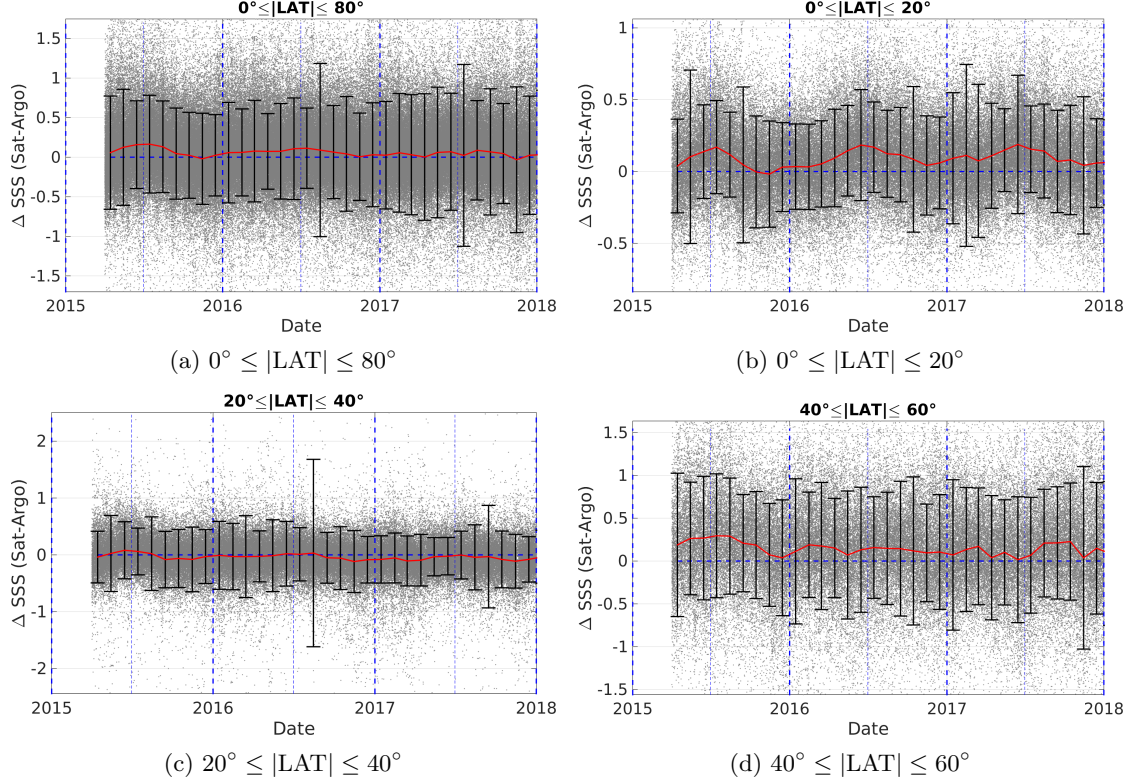 0°≤|LAT|≤ 80°
1.5
1
0.5
0
-0.5
-1
-1.5
Δ SSS (Sat-Argo)
2015
2016
2017
2018
Date
(a) 0° ≤ |LAT| ≤ 80°
0°≤|LAT|≤ 20°
1
0.5
0
-0.5
Δ SSS (Sat-Argo)
2015
2016
2017
2018
Date
(b) 0° ≤ |LAT| ≤ 20°
20°≤|LAT|≤ 40°
2
1
0
-1
-2
Δ SSS (Sat-Argo)
2015
2016
2017
2018
Date
(c) 20° ≤ |LAT| ≤ 40°
40°≤|LAT|≤ 60°
1.5
1
0.5
0
-0.5
-1
-1.5
Δ SSS (Sat-Argo)
2015
2016
2017
2018
Date
(d) 40° ≤ |LAT| ≤ 60°